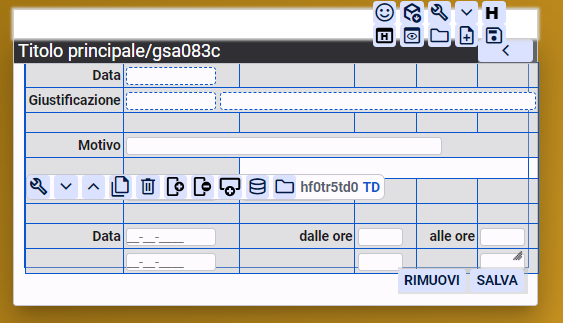 H
H
Titolo principale/gsa083c
Data
Giustificazione
Motivo
hf0tr5td0 TD
Data __-__-____ dalle ore alle ore
__-__-____
RIMUOVI SALVA